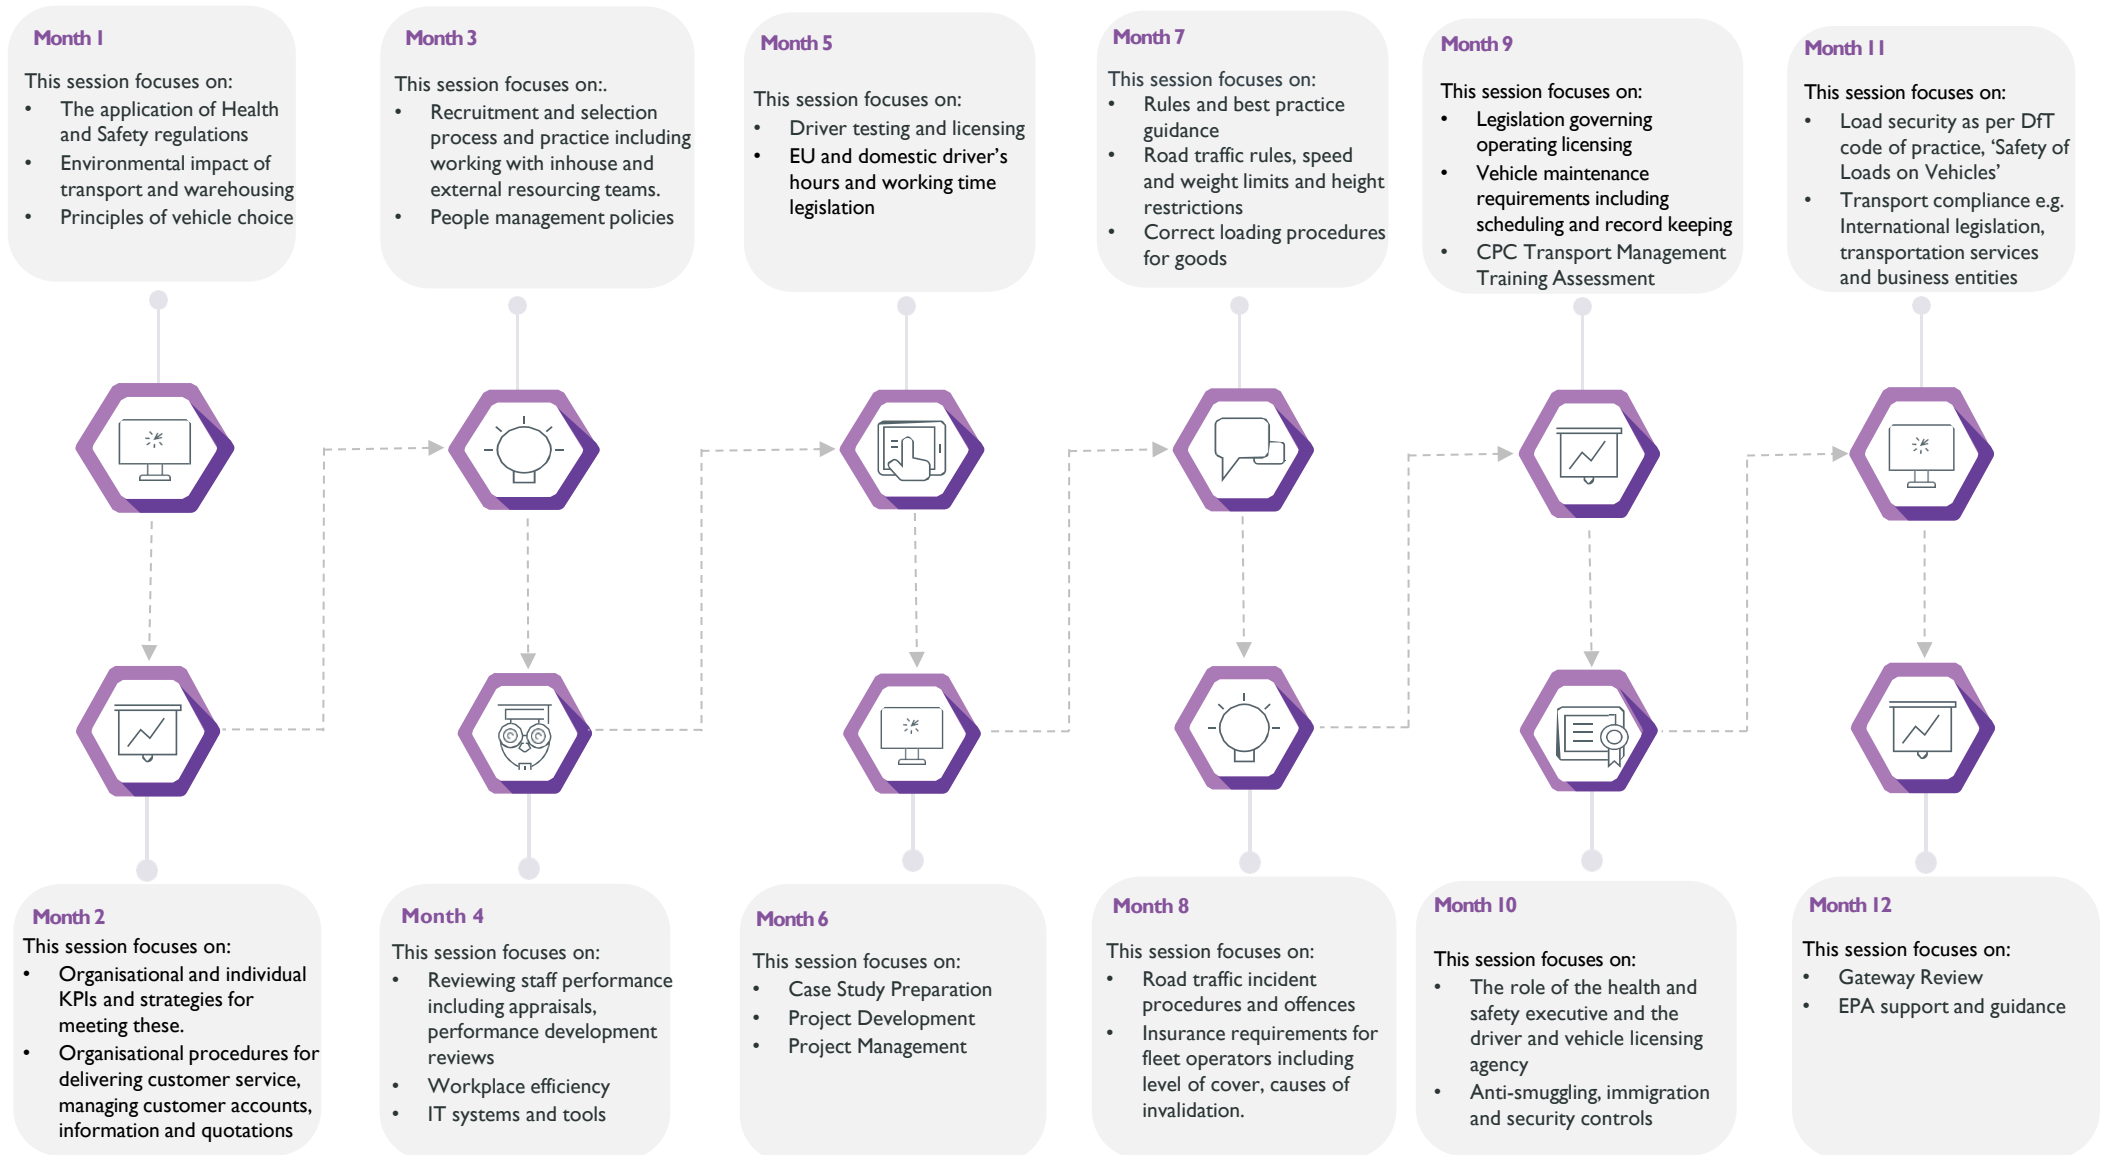 Month 1
This session focuses on:
• The application of Health
and Safety regulations
• Environmental impact of
transport and warehousing
• Principles of vehicle choice
Month 3
This session focuses on:.
• Recruitment and selection
process and practice including
working with inhouse and
external resourcing teams.
• People management policies
Month 5
This session focuses on:
• Driver testing and licensing
• EU and domestic driver’s
hours and working time
legislation
Month 7
This session focuses on:
• Rules and best practice
guidance
• Road traffic rules, speed
and weight limits and height
restrictions
• Correct loading procedures
for goods
Month 9
This session focuses on:
• Legislation governing
operating licensing
• Vehicle maintenance
requirements including
scheduling and record keeping
• CPC Transport Management
Training Assessment
Month 11
This session focuses on:
• Load security as per DfT
code of practice, ‘Safety of
Loads on Vehicles’
• Transport compliance e.g.
International legislation,
transportation services
and business entities
Month 2
This session focuses on:
• Organisational and individual
KPIs and strategies for
meeting these.
• Organisational procedures for
delivering customer service,
managing customer accounts,
information and quotations
Month 4
This session focuses on:
• Reviewing staff performance
including appraisals,
performance development
reviews
• Workplace efficiency
• IT systems and tools
Month 6
This session focuses on:
• Case Study Preparation
• Project Development
• Project Management
Month 8
This session focuses on:
• Road traffic incident
procedures and offences
• Insurance requirements for
fleet operators including
level of cover, causes of
invalidation.
Month 10
This session focuses on:
• The role of the health and
safety executive and the
driver and vehicle licensing
agency
• Anti-smuggling, immigration
and security controls
Month 12
This session focuses on:
• Gateway Review
• EPA support and guidance